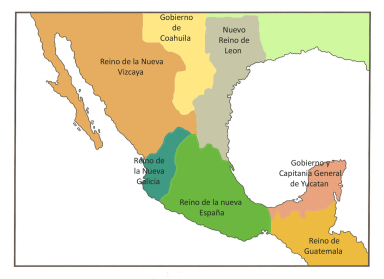 Gobierno
de
Coahuila
Nuevo
Reino de
Leon
Reino de la Nueva
Vizcaya
Reino de
la Nueva
Galicia
Gobierno y
Capitania General
de Yucatan
Reino de la nueva
España
Reino de
Guatemala